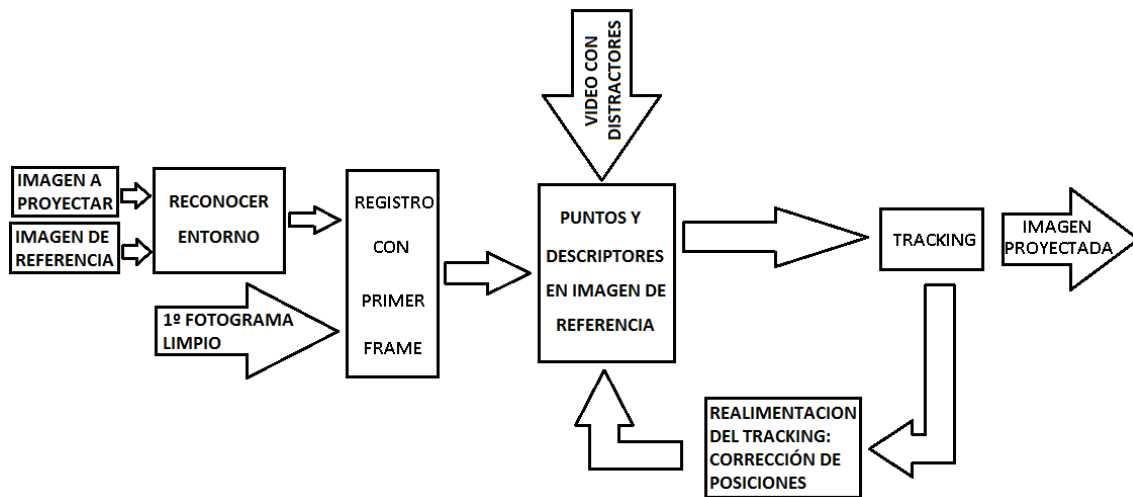 VIDEO CON
DISTRACTORES
IMAGEN A
PROYECTAR
IMAGEN DE
REFERENCIA
RECONOCER
ENTORNO
1º FOTOGRAMA
LIMPIO
REGISTRO
CON
PRIMER
FRAME
PUNTOS Y
DESCRIPTORES
EN IMAGEN DE
REFERENCIA
TRACKING
IMAGEN
PROYECTADA
REALIMENTACION
DEL TRACKING:
CORRECCIÓN DE
POSICIONES